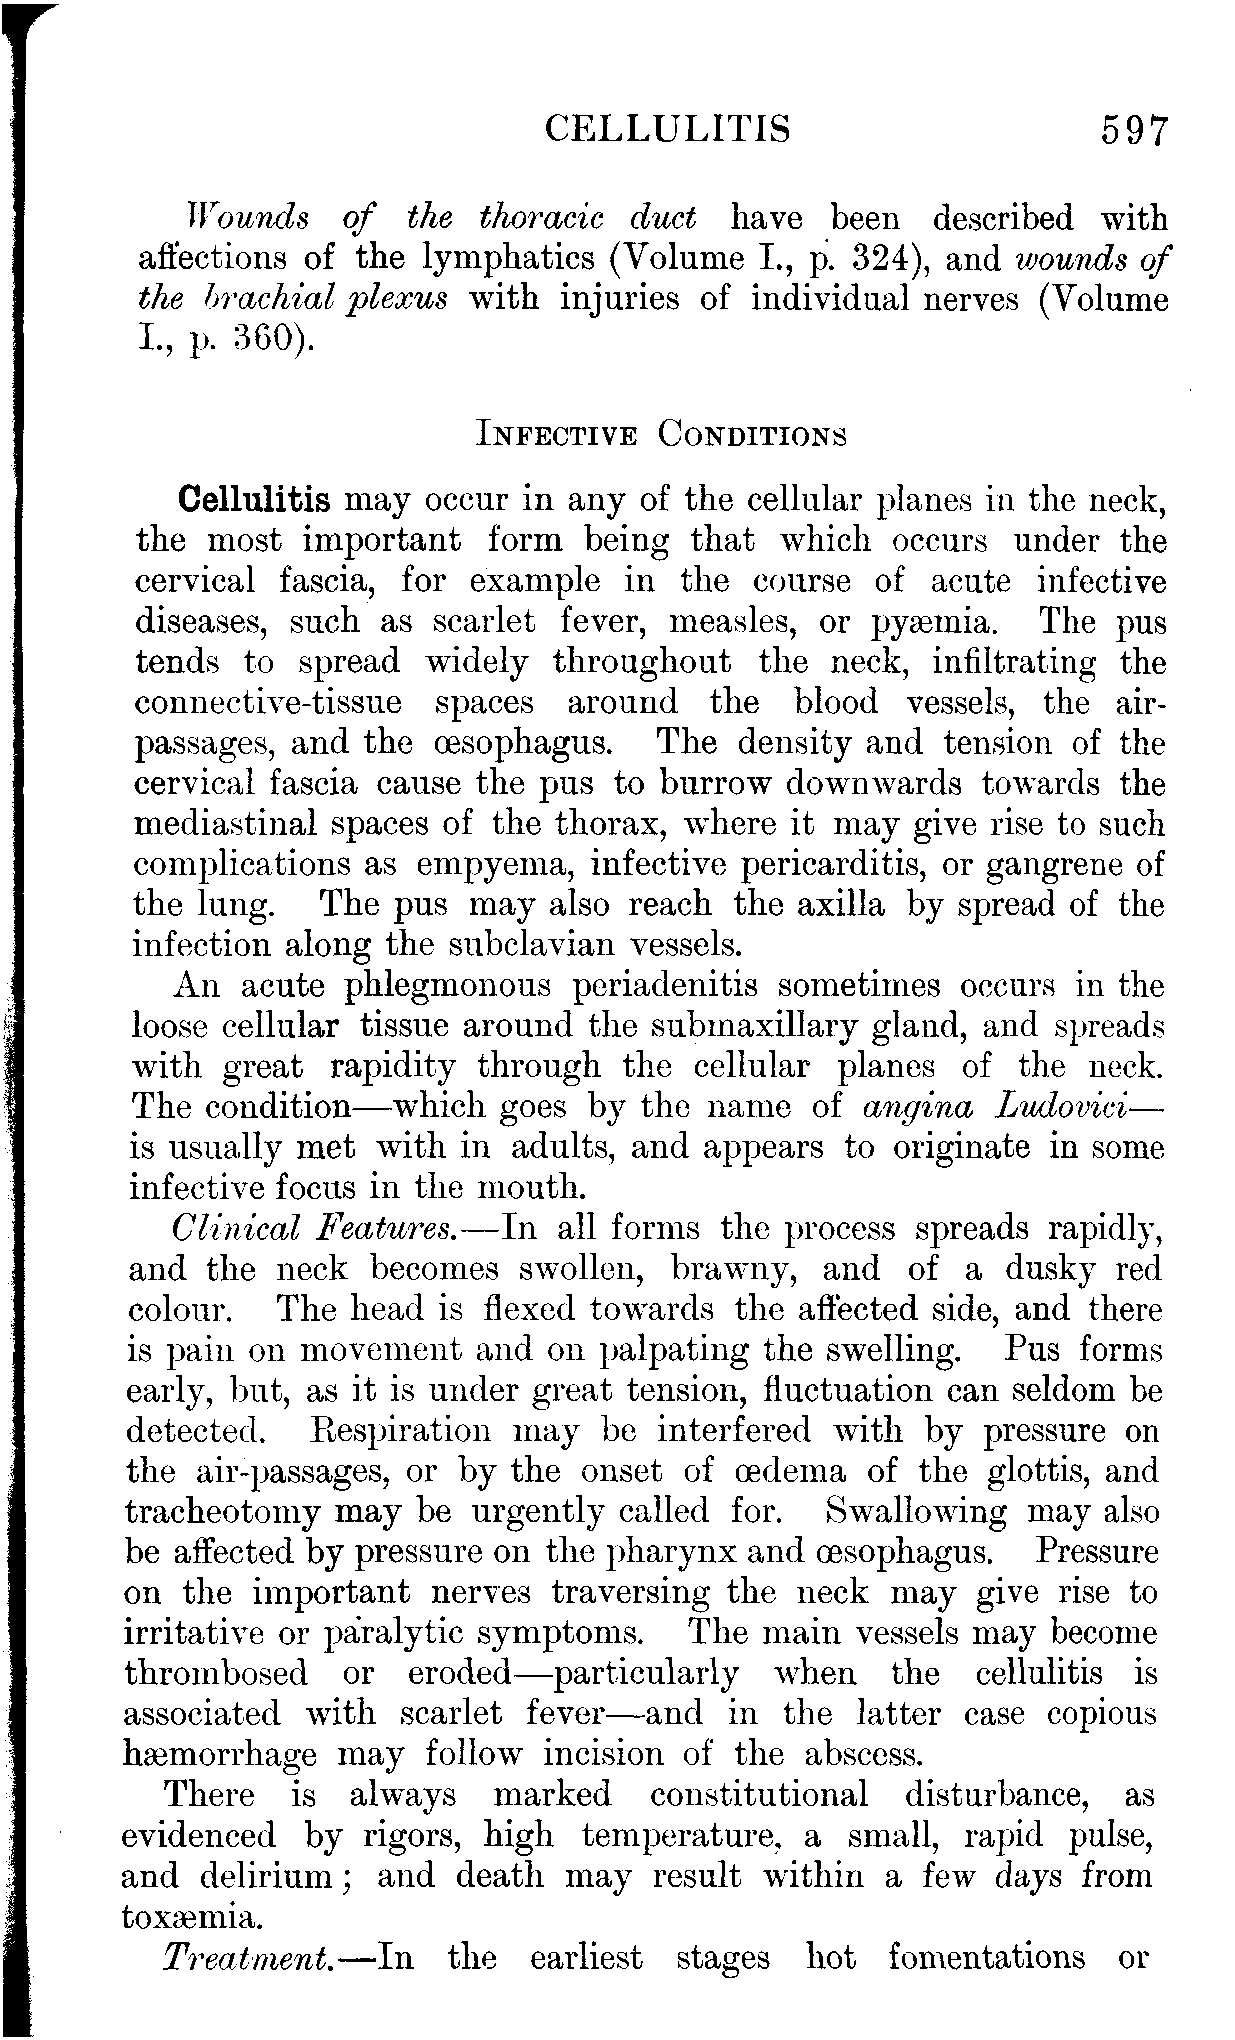 CELLULITIS 597
Wounds of the thoracic duct have been described with
affections of the lymphatics (Volume I., p. 324), and wounds of
the brachial plexus with injuries of individual nerves (Volume
I., p. 360).
INFECTIVE CONDITIONS
Cellulitis may occur in any of the cellular planes in the neck,
the most important form being that which occurs under the
cervical fascia, for example in the course of acute infective
diseases, such as scarlet fever, measles, or pyæmia. The pus
tends to spread widely throughout the neck, infiltrating the
connective-tissue spaces around the blood vessels, the air-
passages, and the œsophagus. The density and tension of the
cervical fascia cause the pus to burrow downwards towards the
mediastinal spaces of the thorax, where it may give rise to such
complications as empyema, infective pericarditis, or gangrene of
the lung. The pus may also reach the axilla by spread of the
infection along the subclavian vessels.
An acute phlegmonous periadenitis sometimes occurs in the
loose cellular tissue around the submaxillary gland, and spreads
with great rapidity through the cellular planes of the neck.
The condition—which goes by the name of angina Ludovici—
is usually met with in adults, and appears to originate in some
infective focus in the mouth.
Clinical Features.—In all forms the process spreads rapidly,
and the neck becomes swollen, brawny, and of a dusky red
colour. The head is flexed towards the affected side, and there
is pain on movement and on palpating the swelling. Pus forms
early, but, as it is under great tension, fluctuation can seldom be
detected. Respiration may be interfered with by pressure on
the air-passages, or by the onset of œdema of the glottis, and
tracheotomy may be urgently called for. Swallowing may also
be affected by pressure on the pharynx and œsophagus. Pressure
on the important nerves traversing the neck may give rise to
irritative or paralytic symptoms. The main vessels may become
thrombosed or eroded—particularly when the cellulitis is
associated with scarlet fever—and in the latter case copious
hæmorrhage may follow incision of the abscess.
There is always marked constitutional disturbance, as
evidenced by rigors, high temperature, a small, rapid pulse,
and delirium; and death may result within a few days from
toxæmia.
Treatment.—In the earliest stages hot fomentations or